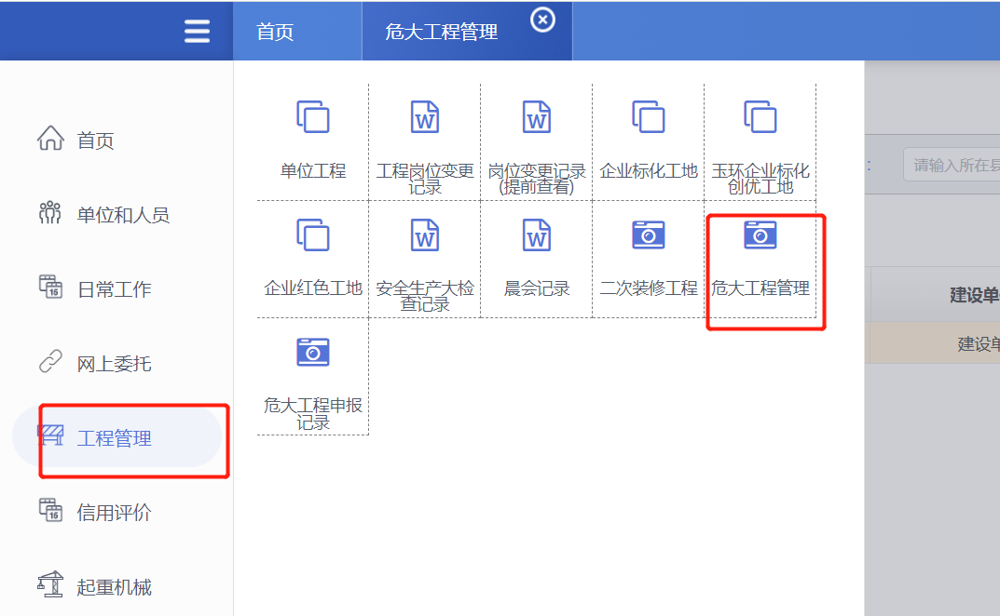 首页
危大工程管理
首页
单位和人员
日常工作
网上委托
工程管理
信用评价
起重机械
单位工程
工程岗位变更
记录
岗位变更记录
(提前查看)
企业标化工地
玉环企业标化
创优工地
企业红色工地
安全生产大检
查记录
晨会记录
二次装修工程
危大工程管理
危大工程申报
记录
:
请输入所在县
建设单
建设单